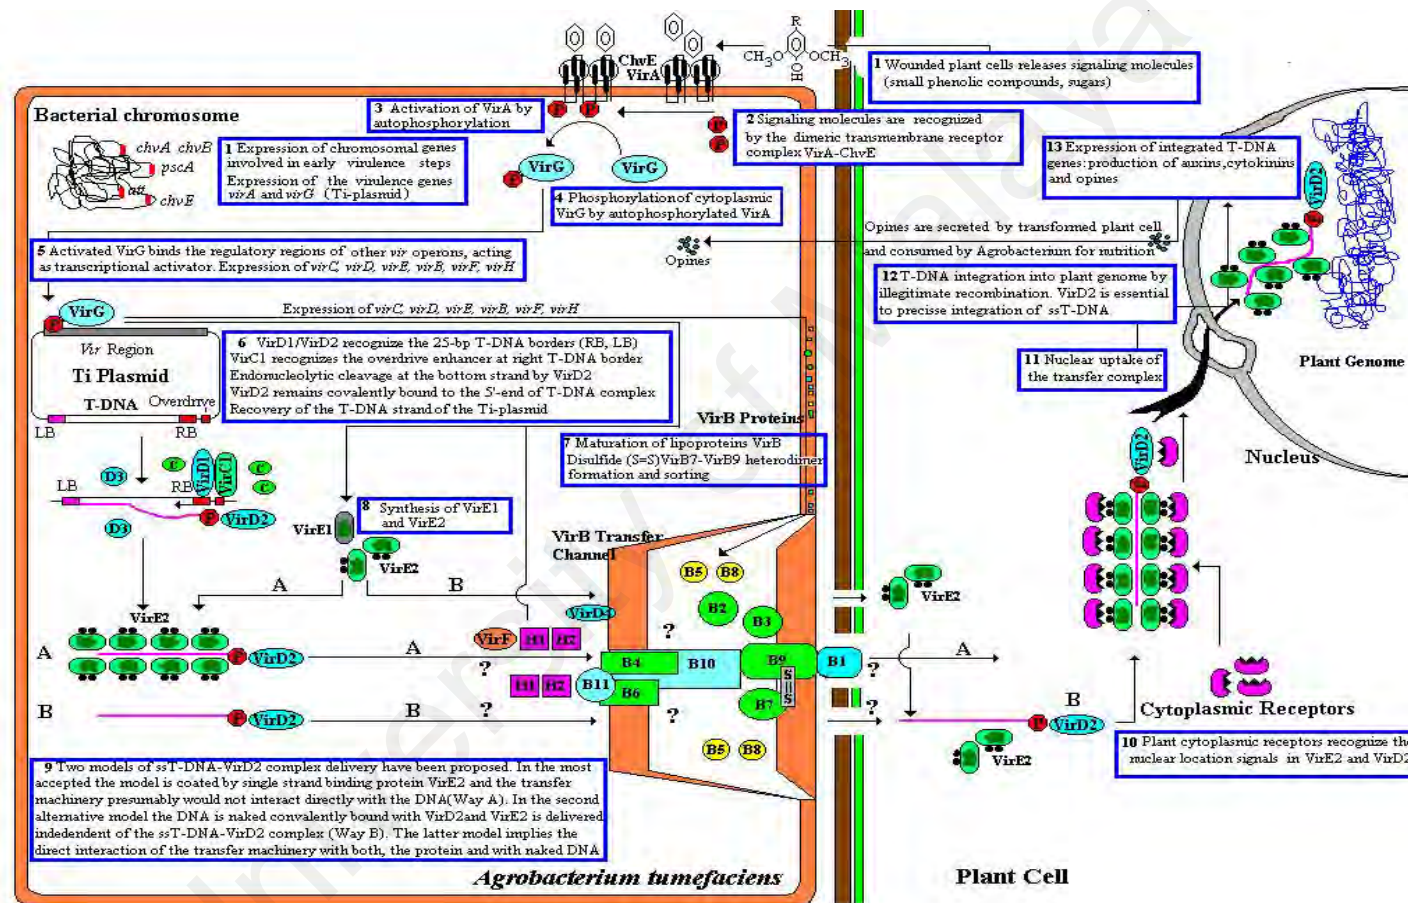 R
CH₃O
OCH₃
OH
ChvE
VirA
1 Wounded plant cells releases signaling molecules
(small phenolic compounds, sugars)
Bacterial chromosome
chvA chvB
pscA
att
chvE
1 Expression of chromosomal genes
involved in early virulence steps
Expression of the virulence genes
virA and virG (Ti-plasmid)
3 Activation of VirA by
autophosphorylation
P
P
P
P
2 Signaling molecules are recognized
by the dimeric transmembrane receptor
complex VirA-ChvE
VirG
P
VirG
4 Phosphorylation of cytoplasmic
VirG by autophosphorylated VirA
13 Expression of integrated T-DNA
genes:production of auxins,cytokinins
and opines
VirD2
5 Activated VirG binds the regulatory regions of other vir operons, acting
as transcriptional activator. Expression of virC, virD, virE, virB, virF, virH
Opines
Opines are secreted by transformed plant cell
and consumed by Agrobacterium for nutrition
12 T-DNA integration into plant genome by
illegitimate recombination. VirD2 is essential
to precisse integration of ssT-DNA
11 Nuclear uptake of
the transfer complex
Plant Genome
Nucleus
VirG
P
Expression of virC, virD, virE, virB, virF, virH
Vir Region
Ti Plasmid
T-DNA
Overdrive
LB
RB
6 VirD1/VirD2 recognize the 25-bp T-DNA borders (RB, LB)
VirC1 recognizes the overdrive enhancer at right T-DNA border
Endonucleolytic cleavage at the bottom strand by VirD2
VirD2 remains covalently bound to the 5'-end of T-DNA complex
Recovery of the T-DNA strand of the Ti-plasmid
VirB Proteins
7 Maturation of lipoproteins VirB
Disulfide (S=S)VirB7-VirB9 heterodimer
formation and sorting
D3
C
VirD1
VirC1
C
C
LB
RB
P
VirD2
D3
VirE1
8 Synthesis of VirE1
and VirE2
VirE2
A
B
VirB Transfer
Channel
B5
B8
B2
B3
?
VirD4
VirF
H1
H2
VirE2
A
P
VirD2
A
?
H1
H2
B11
B4
B10
B6
B9
S=S
B7
B1
?
A
B
P
VirD2
B
?
?
B5
B8
?
VirE2
VirD2
P
VirD2
B
VirE2
Cytoplasmic Receptors
10 Plant cytoplasmic receptors recognize the
nuclear location signals in VirE2 and VirD2
9 Two models of ssT-DNA-VirD2 complex delivery have been proposed. In the most
accepted the model is coated by single strand binding protein VirE2 and the transfer
machinery presumably would not interact directly with the DNA(Way A). In the second
alternative model the DNA is naked convalently bound with VirD2and VirE2 is delivered
indedendent of the ssT-DNA-VirD2 complex (Way B). The latter model implies the
direct interaction of the transfer machinery with both, the protein and with naked DNA
Agrobacterium tumefaciens
Plant Cell
University of Malaya